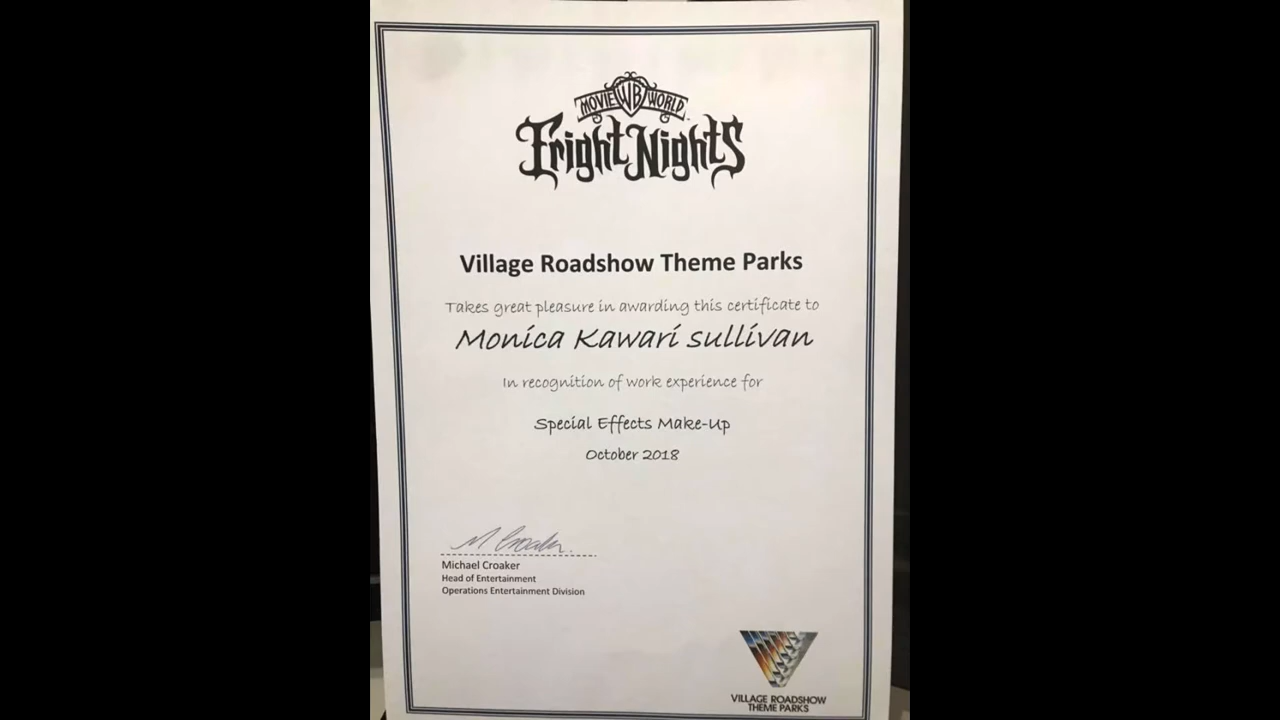 MOVIE WB WORLD
Fright Nights
Village Roadshow Theme Parks
Takes great pleasure in awarding this certificate to
Monica Kawari sullivan
In recognition of work experience for
Special Effects Make-Up
October 2018
M Croaker
Michael Croaker
Head of Entertainment
Operations Entertainment Division
VILLAGE ROADSHOW
THEME PARKS